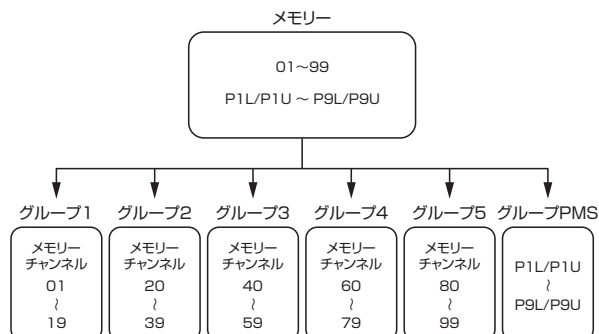 メモリー
01～99
P1L/P1U ～ P9L/P9U
グループ1
グループ2
グループ3
グループ4
グループ5
グループPMS
メモリー
チャンネル
01
～
19
メモリー
チャンネル
20
～
39
メモリー
チャンネル
40
～
59
メモリー
チャンネル
60
～
79
メモリー
チャンネル
80
～
99
P1L/P1U
～
P9L/P9U